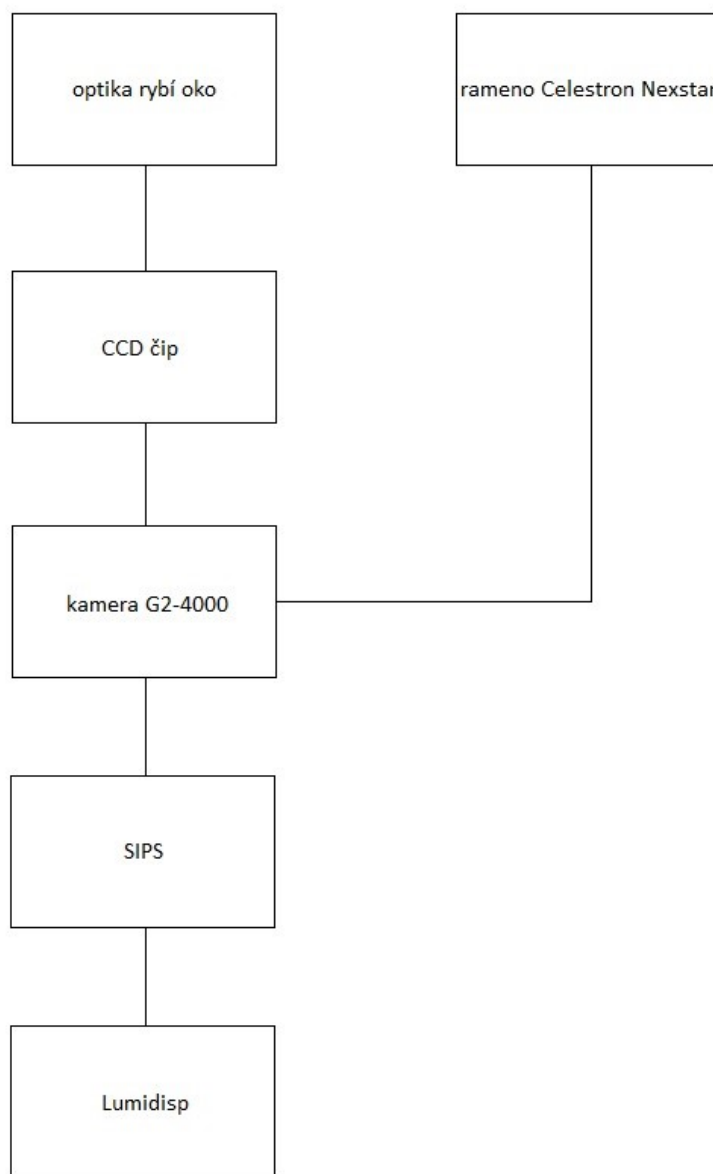 optika rybí oko
rameno Celestron Nexstar
CCD čip
kamera G2-4000
SIPS
Lumidisp